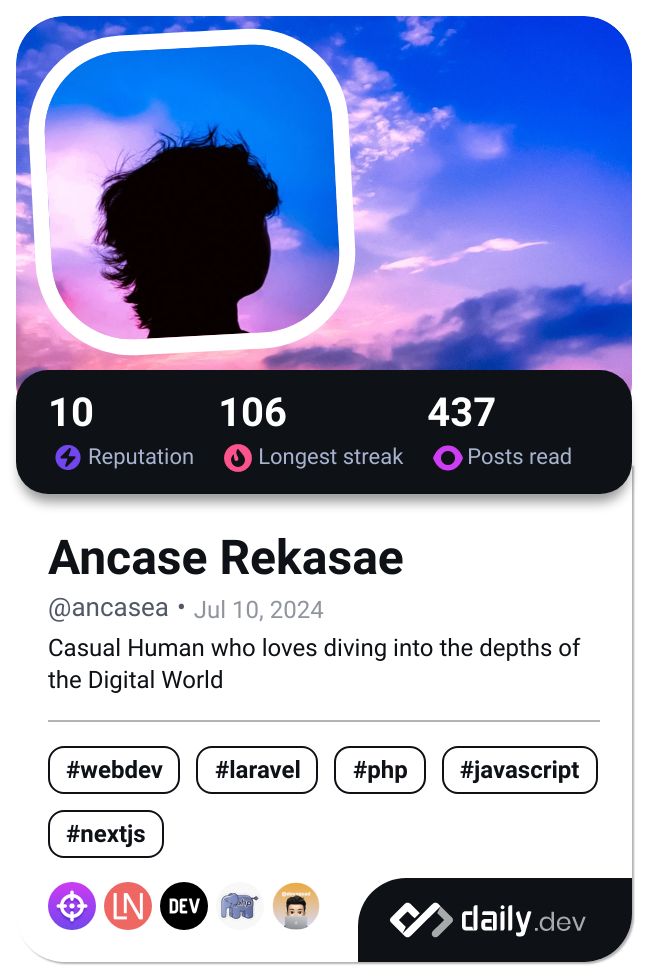 10 106 437
Reputation Longest streak Posts read
Ancase Rekasae
@ancasea • Jul 10, 2024
Casual Human who loves diving into the depths of
the Digital World
#webdev #laravel #php #javascript
#nextjs
LN DEV php
daily.dev